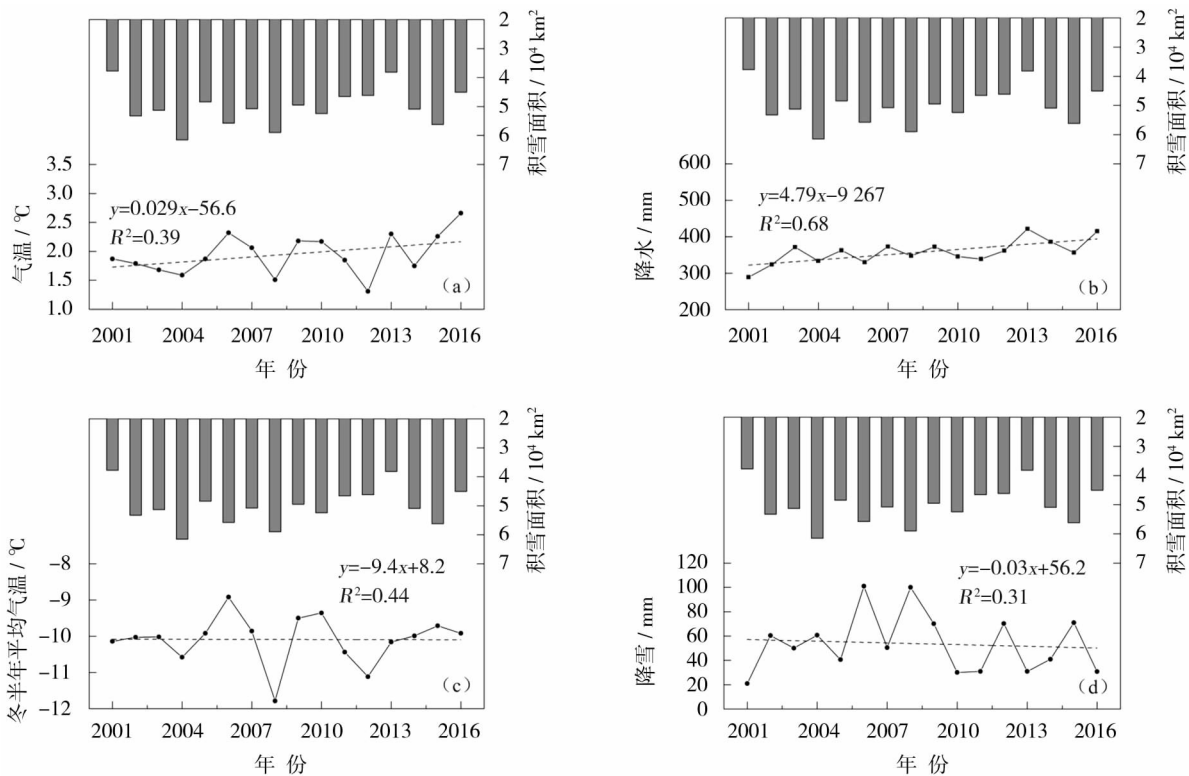 2
3
4
5
6
7
积雪面积 / 10⁴ km²
3.5
3.0
2.5
2.0
1.5
1.0
气温 / ℃
y=0.029x−56.6
R²=0.39
(a)
2001 2004 2007 2010 2013 2016
年 份
2
3
4
5
6
7
积雪面积 / 10⁴ km²
600
500
400
300
200
降水 / mm
y=4.79x−9 267
R²=0.68
(b)
2001 2004 2007 2010 2013 2016
年 份
2
3
4
5
6
7
积雪面积 / 10⁴ km²
−8
−9
−10
−11
−12
冬半年平均气温 / ℃
y=−9.4x+8.2
R²=0.44
(c)
2001 2004 2007 2010 2013 2016
年 份
2
3
4
5
6
7
积雪面积 / 10⁴ km²
120
100
80
60
40
20
0
降雪 / mm
y=−0.03x+56.2
R²=0.31
(d)
2001 2004 2007 2010 2013 2016
年 份